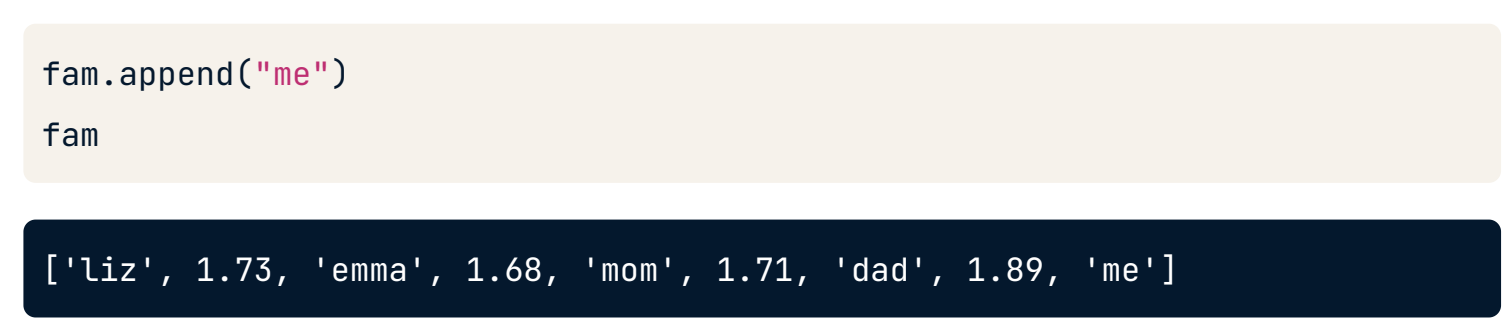 fam.append("me")
fam
['liz', 1.73, 'emma', 1.68, 'mom', 1.71, 'dad', 1.89, 'me']